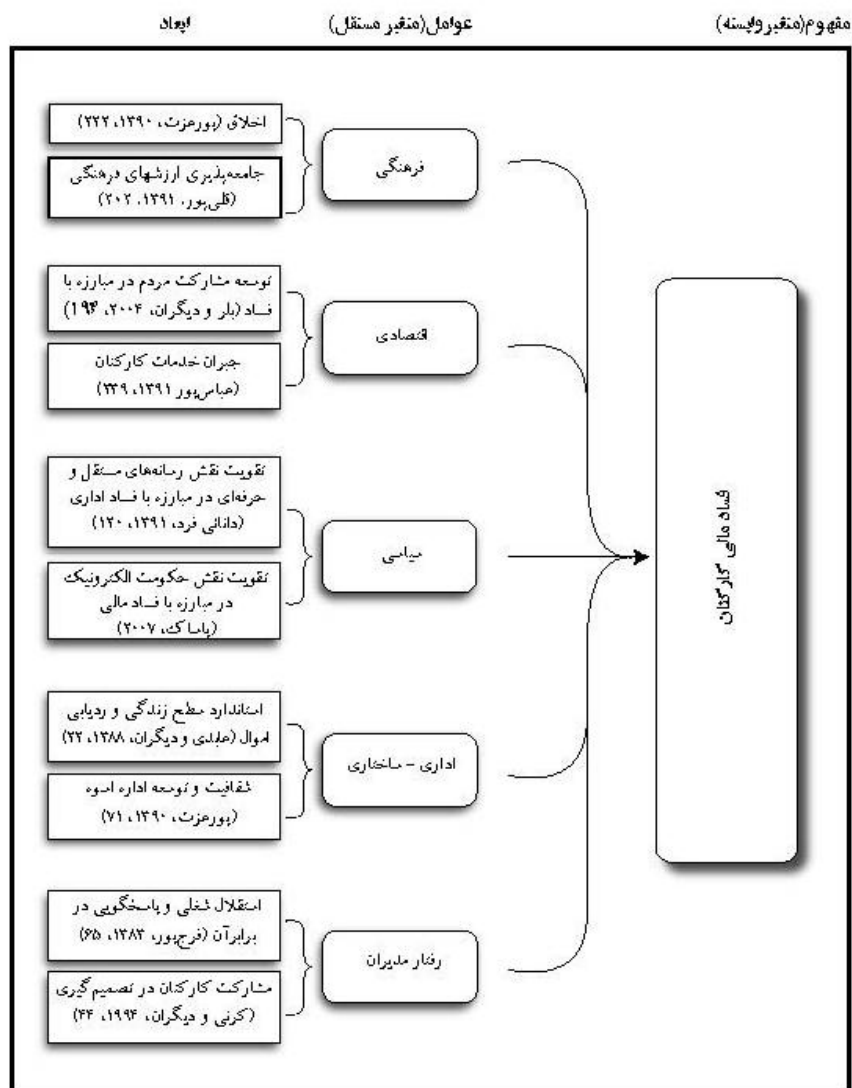 مفهوم(متغیر وابسته)
عوامل(متغیر مستقل)
ابعاد
فساد مالی کارکنان
فرهنگی
اخلاق (پورعزت، ۱۳۹۰، ۲۲۲)
جامعه‌پذیری ارزشهای فرهنگی
(قلی‌پور، ۱۳۹۱، ۲۰۲)
اقتصادی
توسعه مشارکت مردم در مبارزه با
فساد (بلر و دیگران، ۲۰۰۴، ۱۹۴)
جبران خدمات کارکنان
(عباس‌پور ۱۳۹۱، ۲۳۹)
سیاسی
تقویت نقش رسانه‌های مستقل و
حرفه‌ای در مبارزه با فساد اداری
(دانائی فرد، ۱۳۹۱، ۱۲۰)
تقویت نقش حکومت الکترونیک
در مبارزه با فساد مالی
(پاساک، ۲۰۰۷)
اداری - ساختاری
استاندارد سطح زندگی و ردیابی
اموال (عابدی و دیگران، ۱۳۸۸، ۲۲)
شفافیت و توسعه اداره اسوه
(پورعزت، ۱۳۹۰، ۷۱)
رفتار مدیران
استقلال شغلی و پاسخگویی در
برابر آن (فرج‌پور، ۱۳۸۳، ۶۵)
مشارکت کارکنان در تصمیم‌گیری
(کرنی و دیگران، ۱۹۹۴، ۴۴)